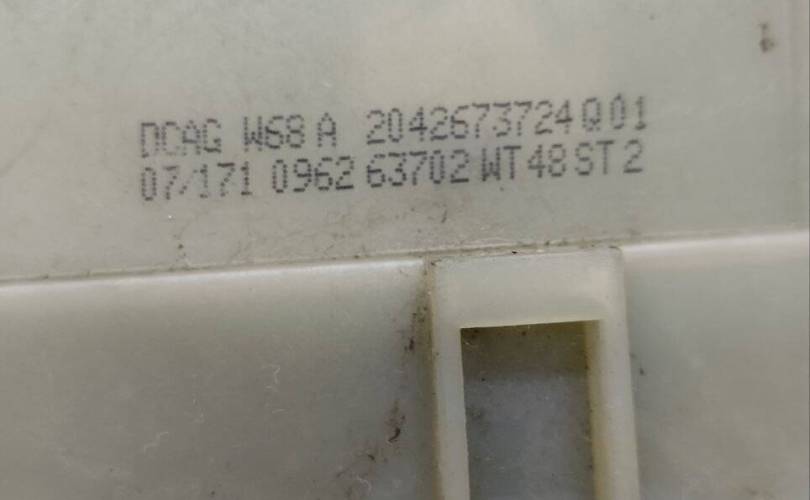 DCAG W68 A 2042673724 Q01
07/171 0962 63702 WT48 ST2